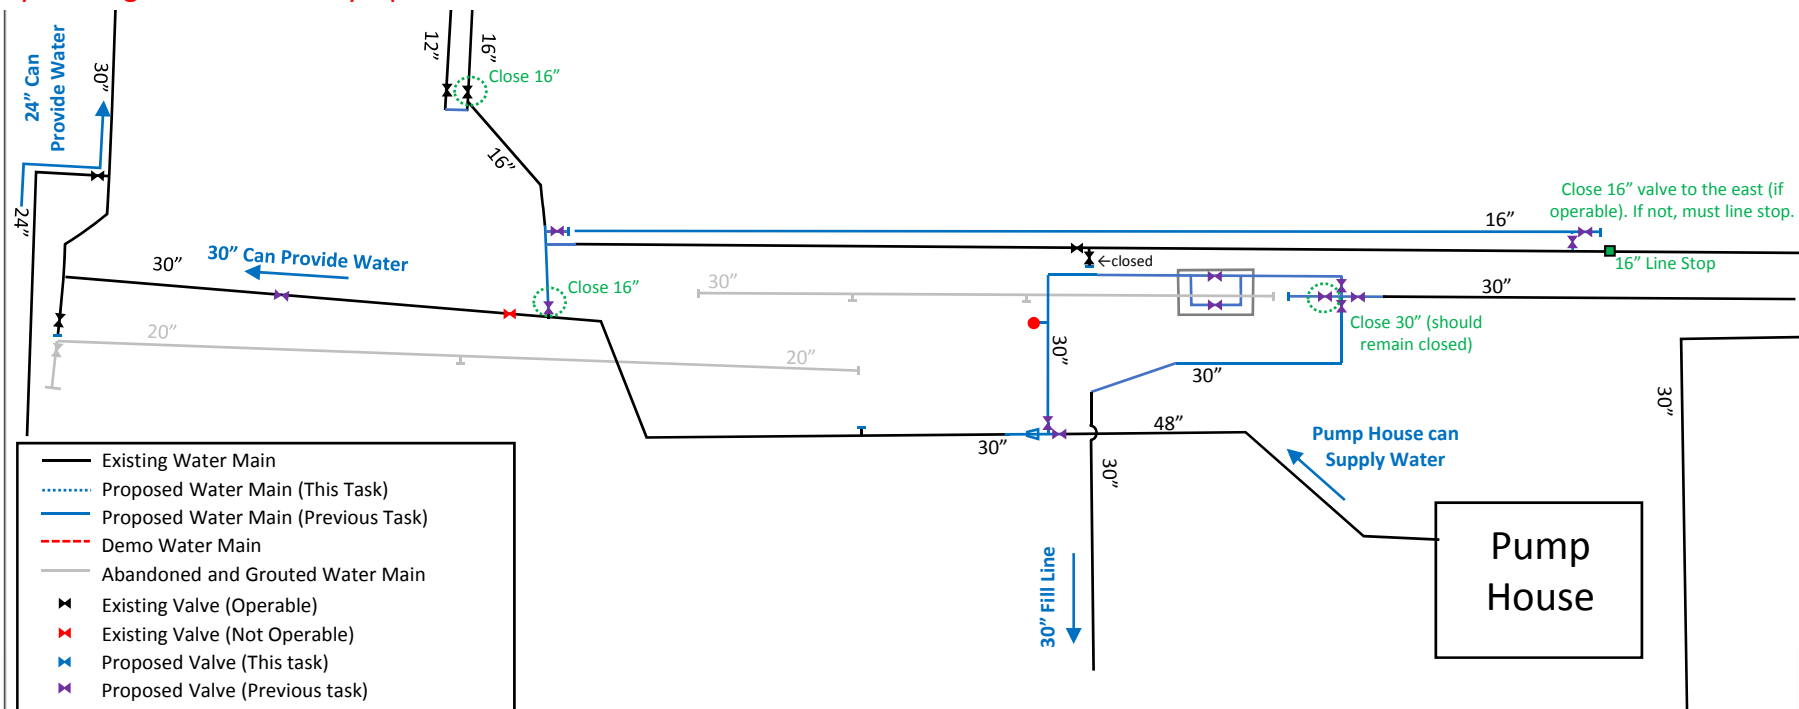 24” Can
Provide Water
30”
12”
16”
Close 16”
16”
24”
30”
30” Can Provide Water
Close 16”
30”
20”
20”
←closed
16”
Close 16” valve to the east (if
operable). If not, must line stop.
16” Line Stop
30”
Close 30” (should
remain closed)
30”
30”
30”
48”
30”
30”
30” Fill Line
Pump House can
Supply Water
Pump
House
Existing Water Main
Proposed Water Main (This Task)
Proposed Water Main (Previous Task)
Demo Water Main
Abandoned and Grouted Water Main
Existing Valve (Operable)
Existing Valve (Not Operable)
Proposed Valve (This task)
Proposed Valve (Previous task)